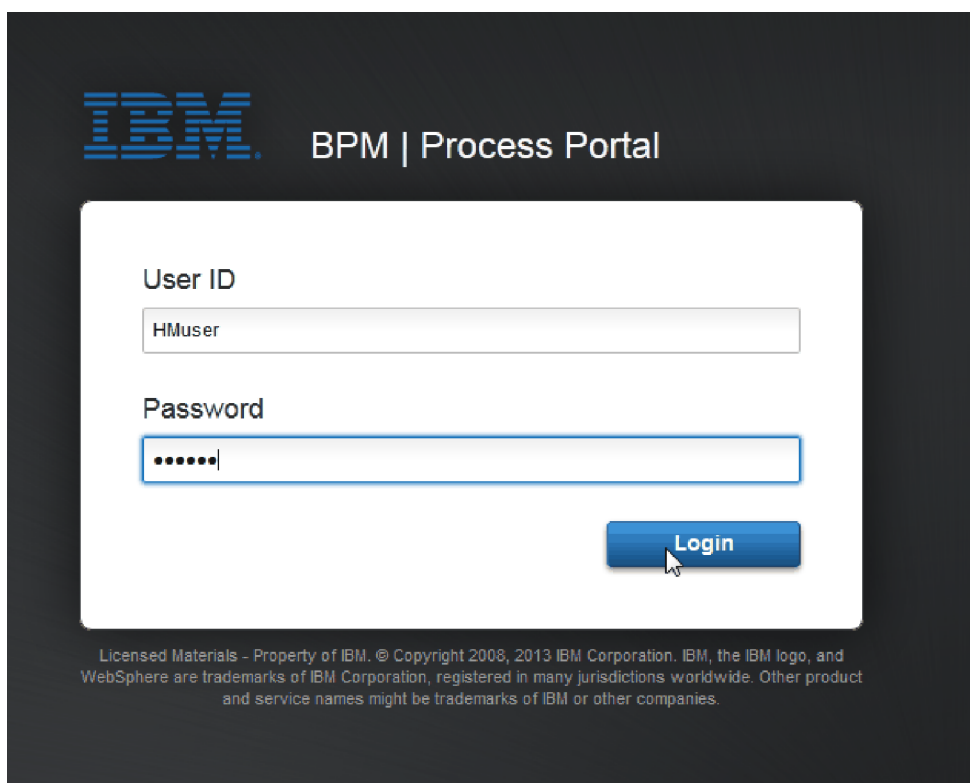 IBM®
BPM | Process Portal
User ID
HMuser
Password
••••••
Login
Licensed Materials - Property of IBM. © Copyright 2008, 2013 IBM Corporation. IBM, the IBM logo, and
WebSphere are trademarks of IBM Corporation, registered in many jurisdictions worldwide. Other product
and service names might be trademarks of IBM or other companies.